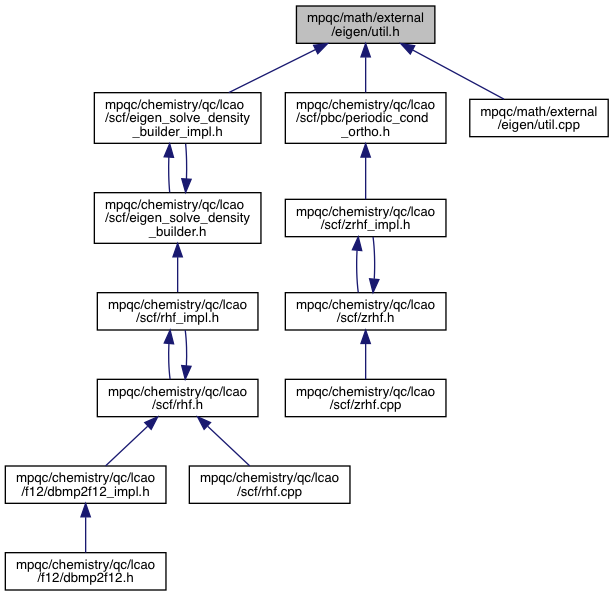 mpqc/math/external
/eigen/util.h
mpqc/chemistry/qc/lcao
/scf/eigen_solve_density
_builder_impl.h
mpqc/chemistry/qc/lcao
/scf/pbc/periodic_cond
_ortho.h
mpqc/math/external
/eigen/util.cpp
mpqc/chemistry/qc/lcao
/scf/eigen_solve_density
_builder.h
mpqc/chemistry/qc/lcao
/scf/zrhf_impl.h
mpqc/chemistry/qc/lcao
/scf/rhf_impl.h
mpqc/chemistry/qc/lcao
/scf/zrhf.h
mpqc/chemistry/qc/lcao
/scf/rhf.h
mpqc/chemistry/qc/lcao
/scf/zrhf.cpp
mpqc/chemistry/qc/lcao
/f12/dbmp2f12_impl.h
mpqc/chemistry/qc/lcao
/scf/rhf.cpp
mpqc/chemistry/qc/lcao
/f12/dbmp2f12.h